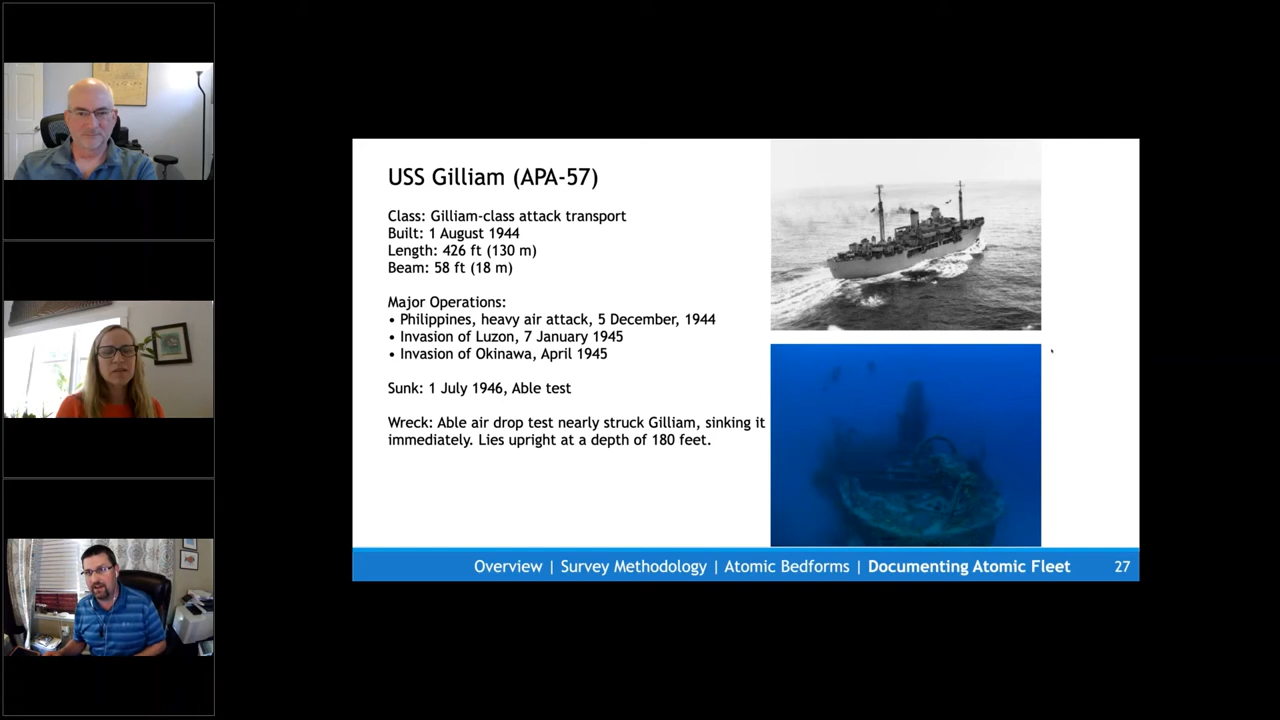 USS Gilliam (APA-57)
Class: Gilliam-class attack transport
Built: 1 August 1944
Length: 426 ft (130 m)
Beam: 58 ft (18 m)
Major Operations:
• Philippines, heavy air attack, 5 December, 1944
• Invasion of Luzon, 7 January 1945
• Invasion of Okinawa, April 1945
Sunk: 1 July 1946, Able test
Wreck: Able air drop test nearly struck Gilliam, sinking it
immediately. Lies upright at a depth of 180 feet.
Overview | Survey Methodology | Atomic Bedforms | Documenting Atomic Fleet 27